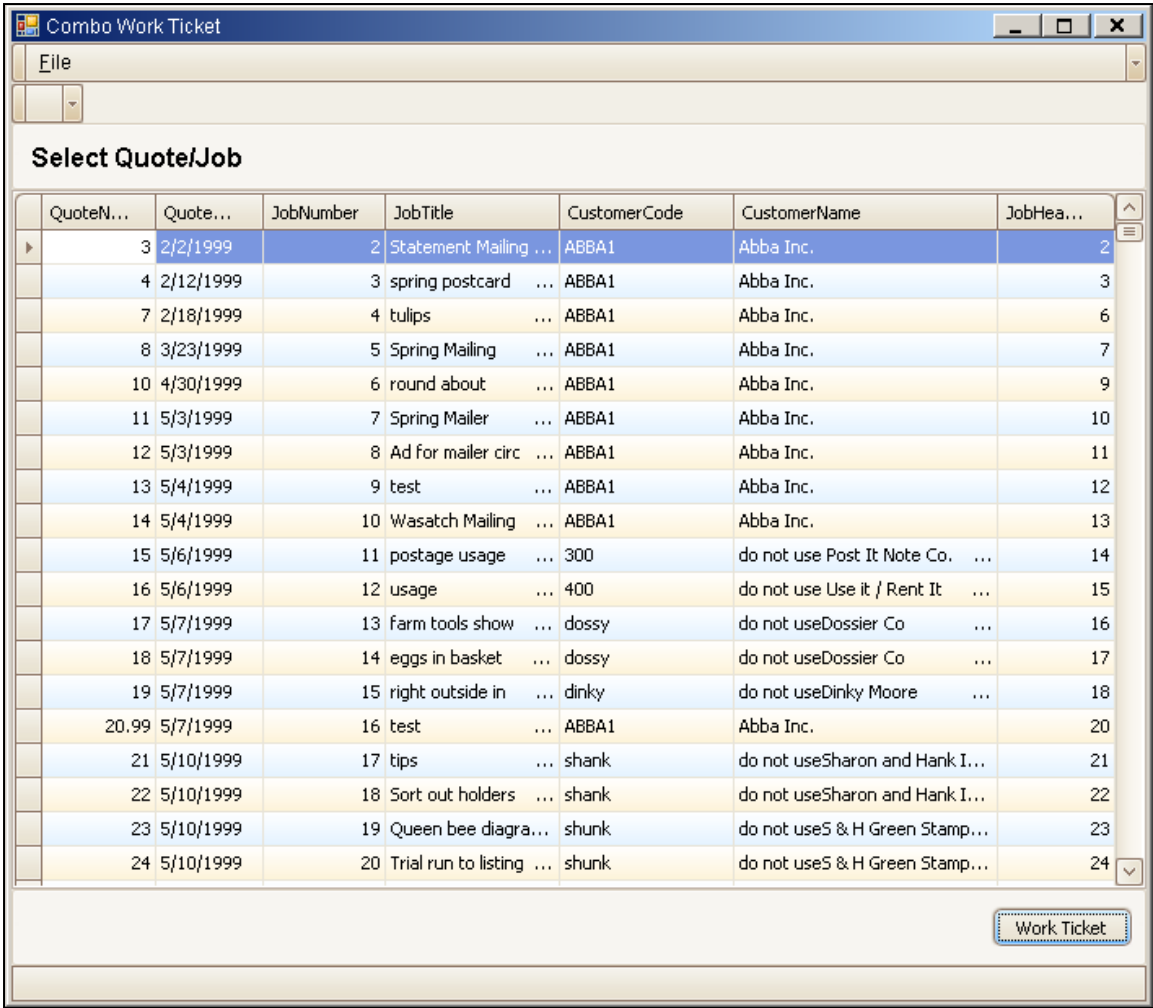 Combo Work Ticket
File
Select Quote/Job
QuoteN... Quote... JobNumber JobTitle CustomerCode CustomerName JobHea...
3 2/2/1999 2 Statement Mailing ... ABBA1 Abba Inc. 2
4 2/12/1999 3 spring postcard ... ABBA1 Abba Inc. 3
7 2/18/1999 4 tulips ... ABBA1 Abba Inc. 6
8 3/23/1999 5 Spring Mailing ... ABBA1 Abba Inc. 7
10 4/30/1999 6 round about ... ABBA1 Abba Inc. 9
11 5/3/1999 7 Spring Mailer ... ABBA1 Abba Inc. 10
12 5/3/1999 8 Ad for mailer circ ... ABBA1 Abba Inc. 11
13 5/4/1999 9 test ... ABBA1 Abba Inc. 12
14 5/4/1999 10 Wasatch Mailing ... ABBA1 Abba Inc. 13
15 5/6/1999 11 postage usage ... 300 do not use Post It Note Co. ... 14
16 5/6/1999 12 usage ... 400 do not use Use it / Rent It ... 15
17 5/7/1999 13 farm tools show ... dossy do not useDossier Co ... 16
18 5/7/1999 14 eggs in basket ... dossy do not useDossier Co ... 17
19 5/7/1999 15 right outside in ... dinky do not useDinky Moore ... 18
20.99 5/7/1999 16 test ... ABBA1 Abba Inc. 20
21 5/10/1999 17 tips ... shank do not useSharon and Hank I... 21
22 5/10/1999 18 Sort out holders ... shank do not useSharon and Hank I... 22
23 5/10/1999 19 Queen bee diagra... shunk do not useS & H Green Stamp... 23
24 5/10/1999 20 Trial run to listing ... shunk do not useS & H Green Stamp... 24
Work Ticket